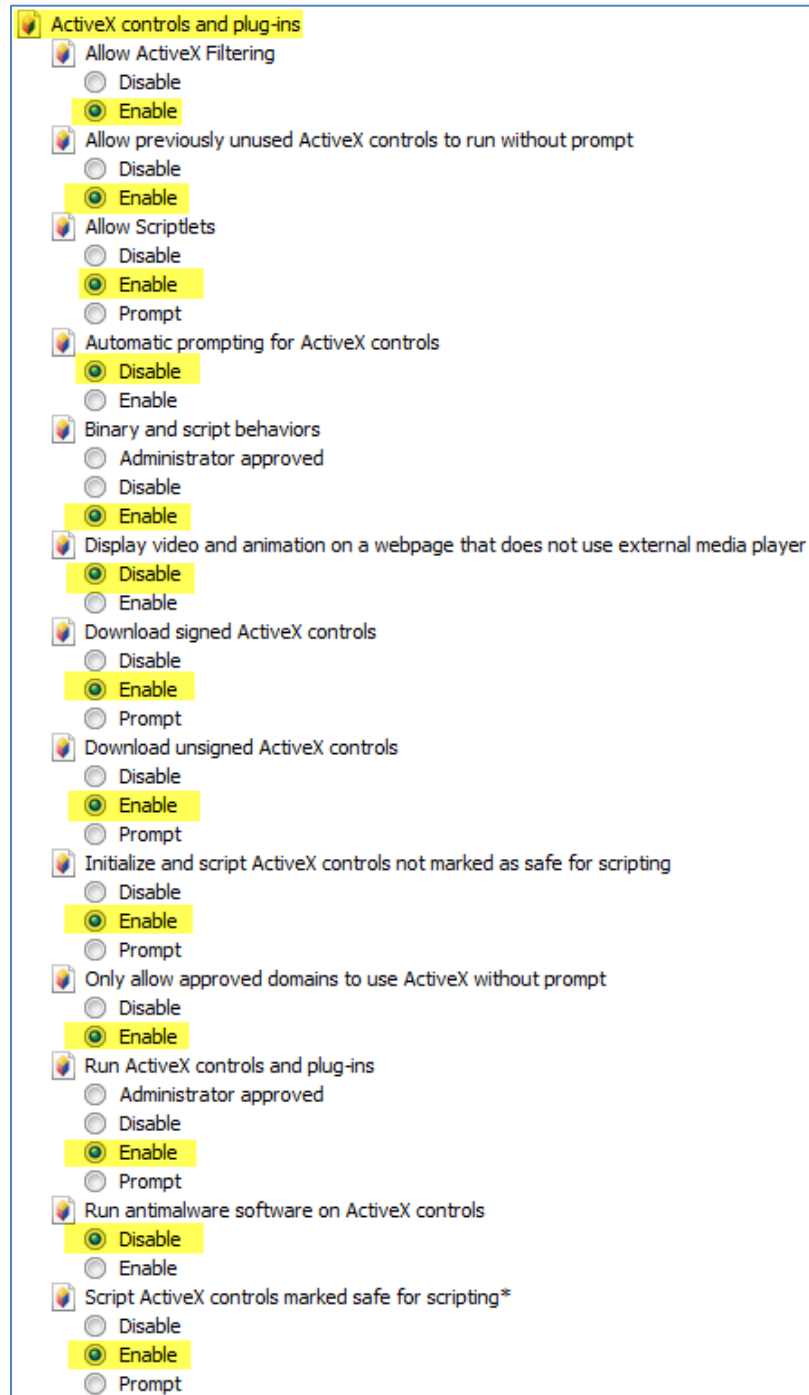 ActiveX controls and plug-ins
Allow ActiveX Filtering
Disable
Enable
Allow previously unused ActiveX controls to run without prompt
Disable
Enable
Allow Scriptlets
Disable
Enable
Prompt
Automatic prompting for ActiveX controls
Disable
Enable
Binary and script behaviors
Administrator approved
Disable
Enable
Display video and animation on a webpage that does not use external media player
Disable
Enable
Download signed ActiveX controls
Disable
Enable
Prompt
Download unsigned ActiveX controls
Disable
Enable
Prompt
Initialize and script ActiveX controls not marked as safe for scripting
Disable
Enable
Prompt
Only allow approved domains to use ActiveX without prompt
Disable
Enable
Run ActiveX controls and plug-ins
Administrator approved
Disable
Enable
Prompt
Run antimalware software on ActiveX controls
Disable
Enable
Script ActiveX controls marked safe for scripting*
Disable
Enable
Prompt